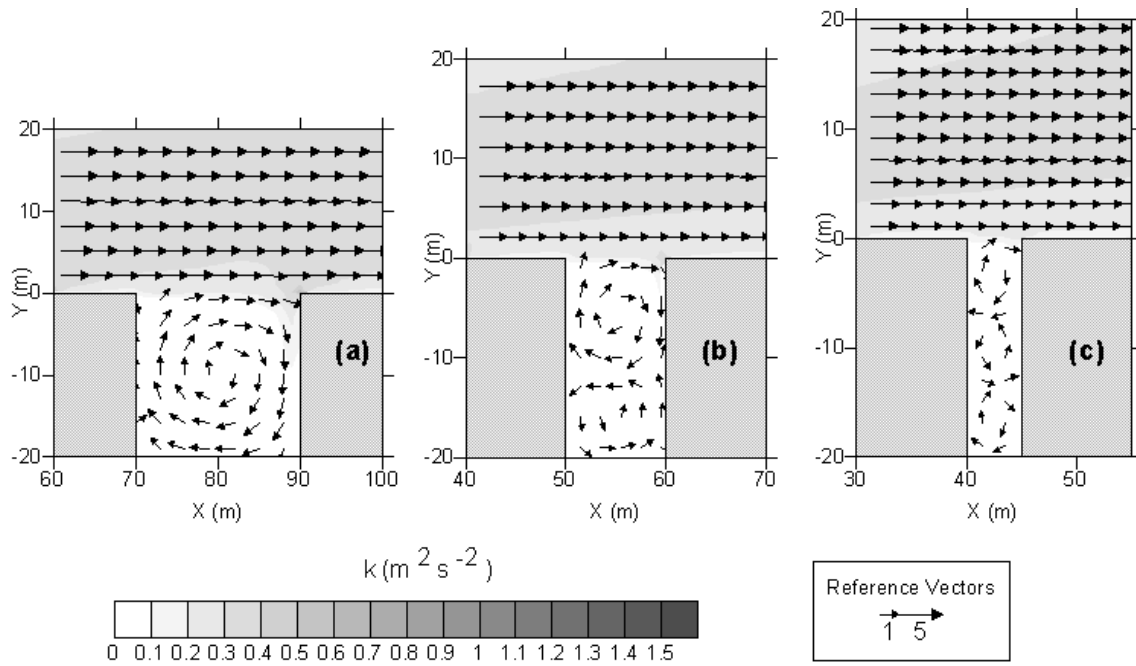 20
10
0
-10
-20
Y (m)
60 70 80 90 100
X (m)
(a)
20
10
0
-10
-20
Y (m)
40 50 60 70
X (m)
(b)
20
10
0
-10
-20
Y (m)
30 40 50
X (m)
(c)
k (m 2 s -2 )
0 0.1 0.2 0.3 0.4 0.5 0.6 0.7 0.8 0.9 1 1.1 1.2 1.3 1.4 1.5
Reference Vectors
1 5